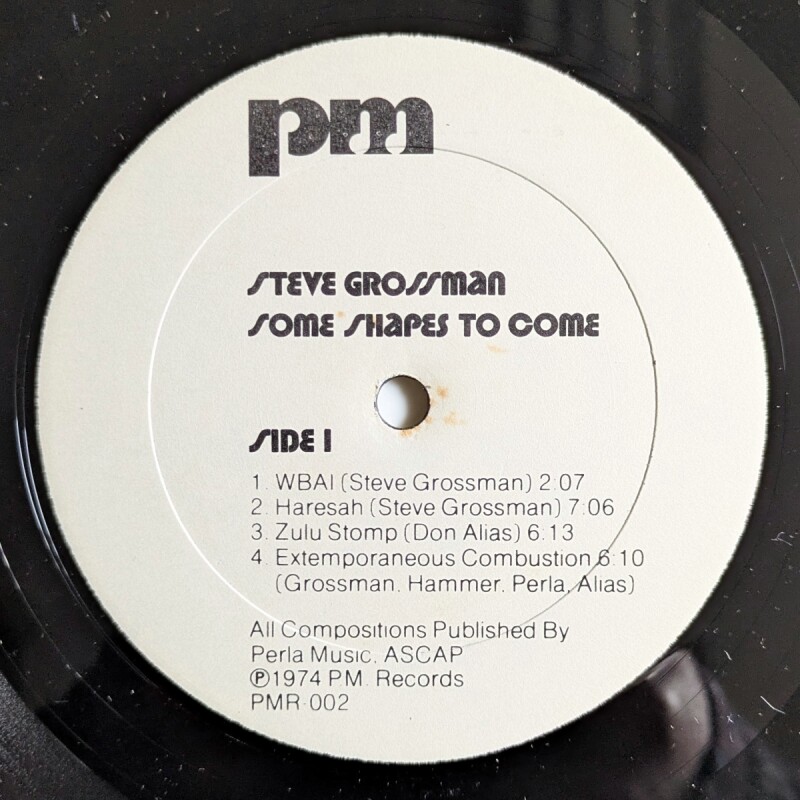 pm
STEVE GROSSMAN
SOME SHAPES TO COME
SIDE 1
1. WBAI (Steve Grossman) 2:07
2. Haresah (Steve Grossman) 7:06
3. Zulu Stomp (Don Alias) 6:13
4. Extemporaneous Combustion 6:10
(Grossman, Hammer, Perla, Alias)
All Compositions Published By
Perla Music, ASCAP
℗1974 P.M. Records
PMR-002